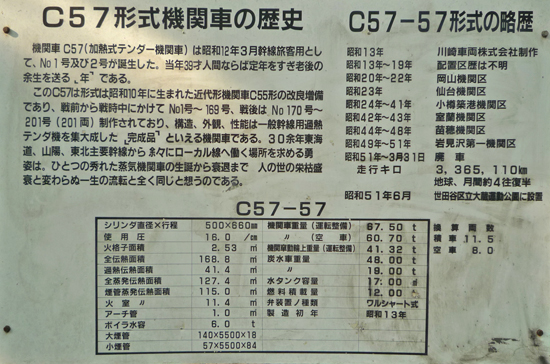 C57形式機関車の歴史
機関車C57(加熱式テンダー機関車)は昭和12年3月幹線旅客用とし
て、No1号及び2号が誕生した。当年39才人間ならば定年をすぎ老後の
余生を送る〝年〟である。
このC57は形式は昭和10年に生まれた近代形機関車C55形の改良増備
であり、戦前から戦時中にかけてNo1号〜169号、戦後はNo170号〜
201号(201両)制作されており、構造、外観、性能は一般幹線用過熱
テンダ機を集大成した〝完成品〟といえる機関車である。30余年東海
道、山陽、東北主要幹線から余々にローカル線へ働く場所を求める勇
姿は、ひとつの秀れた蒸気機関車の生誕から衰退まで 人の世の栄枯盛
衰と変わらぬ一生の流転と全く同じと想うのである。
C57-57形式の略歴
昭和13年 川崎車両株式会社制作
昭和13年〜19年 配置区歴は不明
昭和20年〜22年 岡山機関区
昭和23年 仙台機関区
昭和24年〜41年 小樽築港機関区
昭和42年〜43年 室蘭機関区
昭和44年〜48年 苗穂機関区
昭和49年〜51年 岩見沢第一機関区
昭和51年〜3月31日 廃車
走行キロ 3,365,110㎞
地球、月間約4往復半
昭和51年6月 世田谷区立大蔵運動公園に設置
C57-57
シリンダ直径×行程 500×660㎜ 機関車重量(運転整備) 67.50 t 換算両数
使用圧 16.0 〃 (空車) 60.70 t 積車 11.5
火格子面積 2.53 ㎡ 機関車動輪上重量(運転整備) 41.32 t 空車 8.0
全伝熱面積 168.8 ㎡ 炭水車重量 48.00 t
過熱伝熱面積 41.4 ㎡ 〃 19.00 t
全蒸発伝熱面積 127.4 ㎡ 水タンク容量 17.00
煙管蒸発伝熱面積 115.0 ㎡ 燃料積載量 12.00 t
火室 〃 11.4 ㎡ 弁装置/種類 ワルシャート式
アーチ管 1.0 ㎡ 製造初年 昭和13年
ボイラ水容 6.0 t
大煙管 140×5500×18
小煙管 57×5500×84